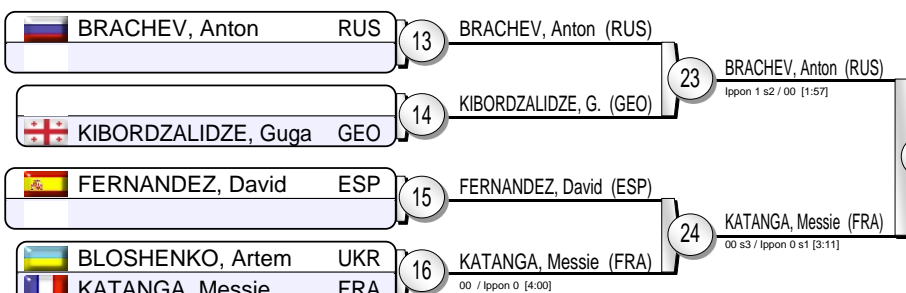 BRACHEV, Anton RUS
13
BRACHEV, Anton (RUS)
23
BRACHEV, Anton (RUS)
Ippon 1 s2 / 00 [1:57]
KIBORDZALIDZE, Guga GEO
14
KIBORDZALIDZE, G. (GEO)
FERNANDEZ, David ESP
15
FERNANDEZ, David (ESP)
24
KATANGA, Messie (FRA)
00 s3 / Ippon 0 s1 [3:11]
BLOSHENKO, Artem UKR
KATANGA, Messie FRA
16
KATANGA, Messie (FRA)
00 / Ippon 0 [4:00]